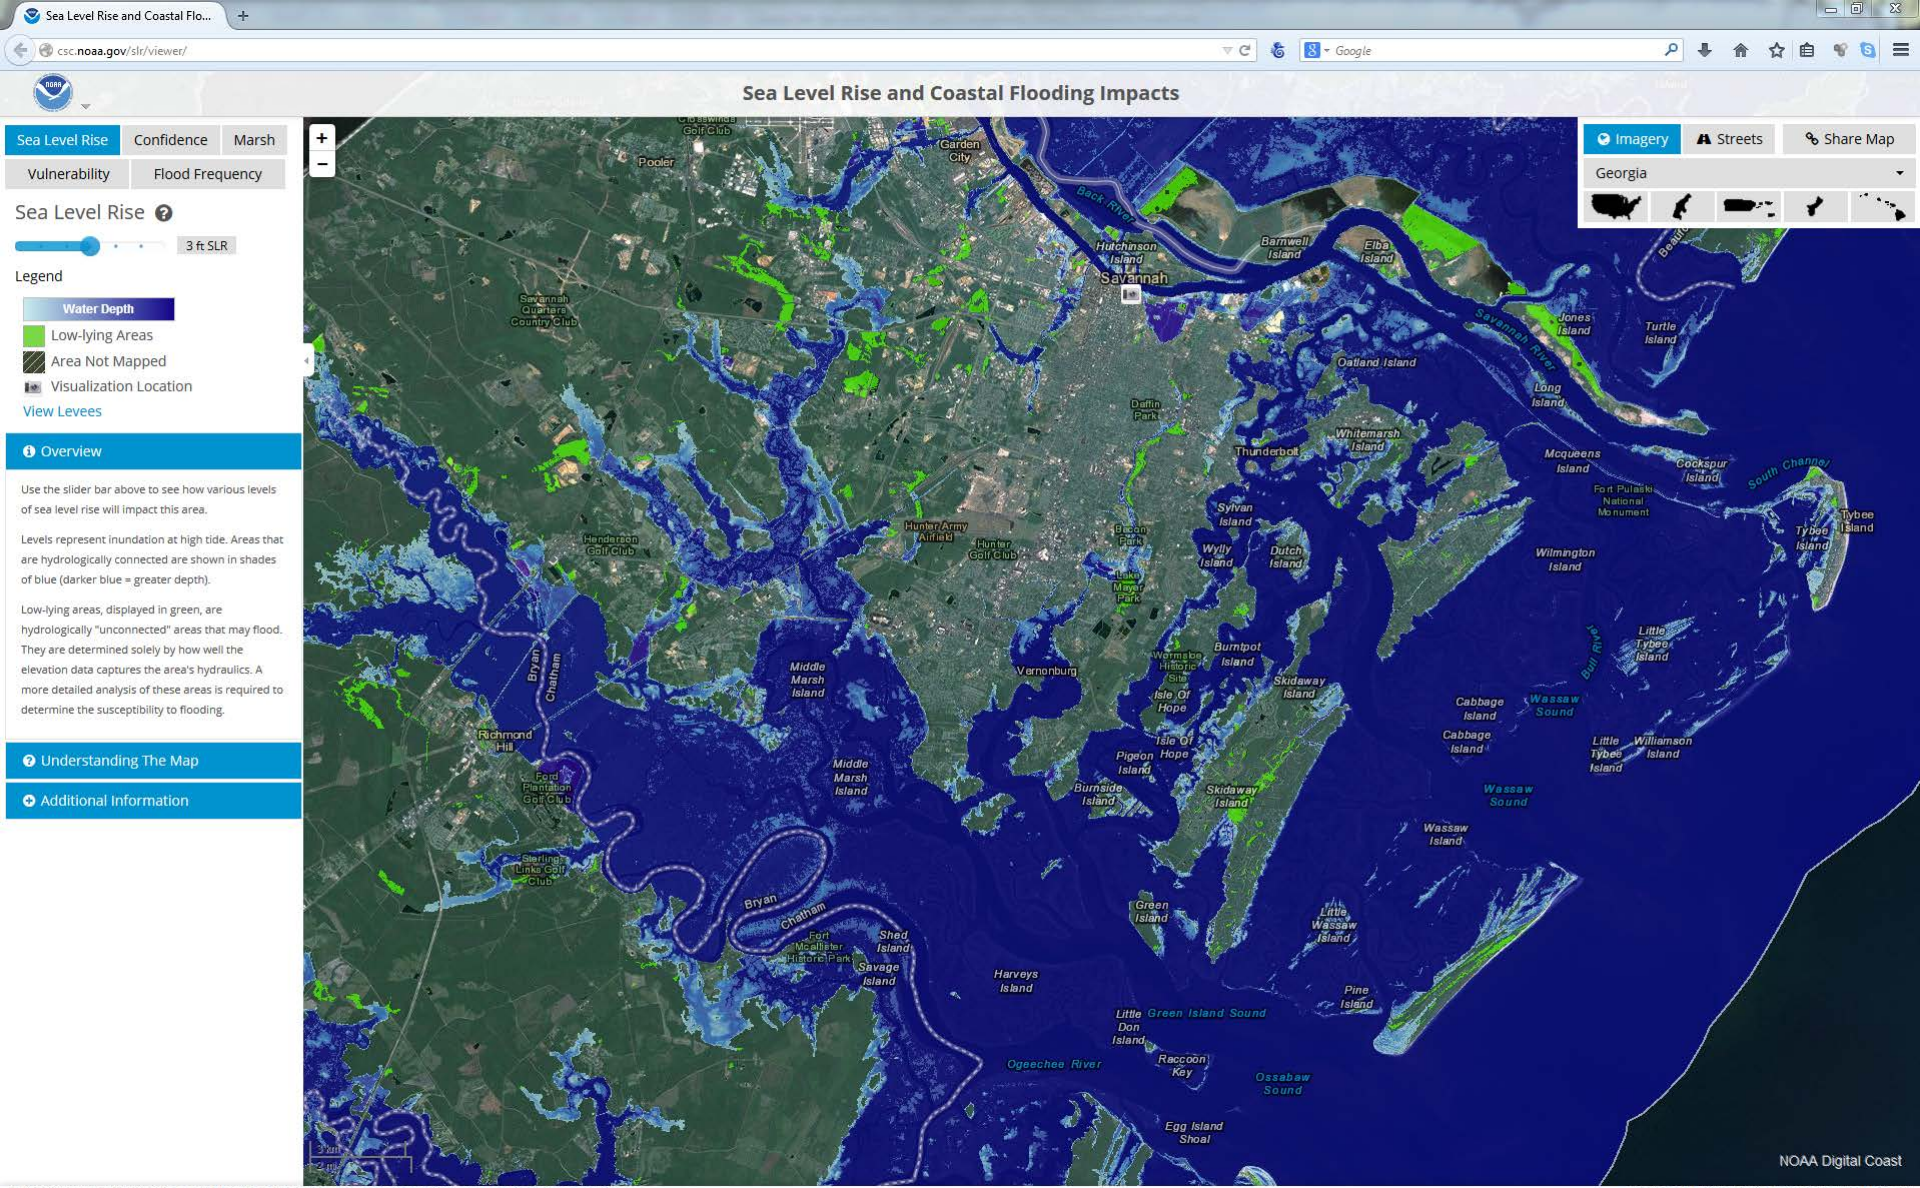 Sea Level Rise and Coastal Flo...
csc.noaa.gov/slr/viewer/
Google
NOAA
Sea Level Rise and Coastal Flooding Impacts
Sea Level Rise
Confidence
Marsh
Vulnerability
Flood Frequency
Sea Level Rise
3 ft SLR
Legend
Water Depth
Low-lying Areas
Area Not Mapped
Visualization Location
View Levees
Overview
Use the slider bar above to see how various levels
of sea level rise will impact this area.
Levels represent inundation at high tide. Areas that
are hydrologically connected are shown in shades
of blue (darker blue = greater depth).
Low-lying areas, displayed in green, are
hydrologically "unconnected" areas that may flood.
They are determined solely by how well the
elevation data captures the area's hydraulics. A
more detailed analysis of these areas is required to
determine the susceptibility to flooding.
Understanding The Map
Additional Information
+
−
Imagery
Streets
Share Map
Georgia
Crosswinds
Golf Club
Pooler
Garden
City
Back River
Hutchinson
Island
Savannah
Barnwell
Island
Elba
Island
Savannah
Quarters
Country Club
Savannah River
Jones
Island
Turtle
Island
Oatland Island
Long
Island
Daffin
Park
Whitemarsh
Island
Thunderbolt
Mcqueens
Island
Cockspur
Island
South Channel
Fort Pulaski
National
Monument
Tybee
Island
Tybee
Island
Sylvan
Island
Hunter Army
Airfield
Hunter
Golf Club
Bacon
Park
Henderson
Golf Club
Wylly
Island
Dutch
Island
Wilmington
Island
Lake
Mayer
Park
Little
Tybee
Island
Bull River
Bryan
Chatham
Middle
Marsh
Island
Vernonburg
Wormsloe
Historic
Site
Burntpot
Island
Isle Of
Hope
Skidaway
Island
Cabbage
Island
Wassaw
Sound
Richmond
Hill
Isle Of
Hope
Pigeon
Island
Cabbage
Island
Little
Tybee
Island
Williamson
Island
Middle
Marsh
Island
Ford
Plantation
Golf Club
Burnside
Island
Skidaway
Island
Wassaw
Sound
Wassaw
Island
Sterling
Links Golf
Club
Bryan
Chatham
Green
Island
Little
Wassaw
Island
Fort
Mcallister
Historic Park
Shed
Island
Savage
Island
Harveys
Island
Pine
Island
Little
Don
Island
Green Island Sound
Ogeechee River
Raccoon
Key
Ossabaw
Sound
Egg Island
Shoal
3 km
2 mi
NOAA Digital Coast